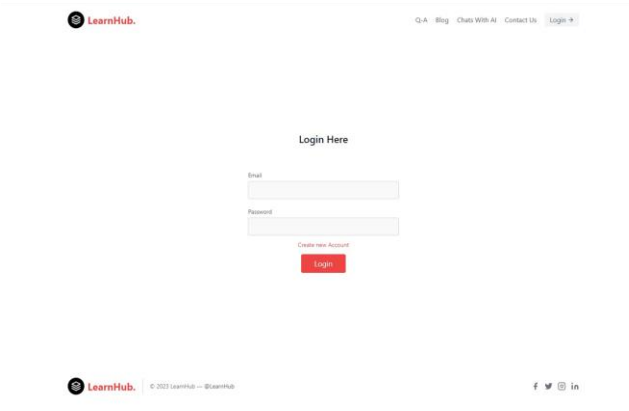 LearnHub.
Q-A Blog Chats With AI Contact Us Login →
Login Here
Email
Password
Create new Account
Login
LearnHub. © 2023 LearnHub — @LearnHub